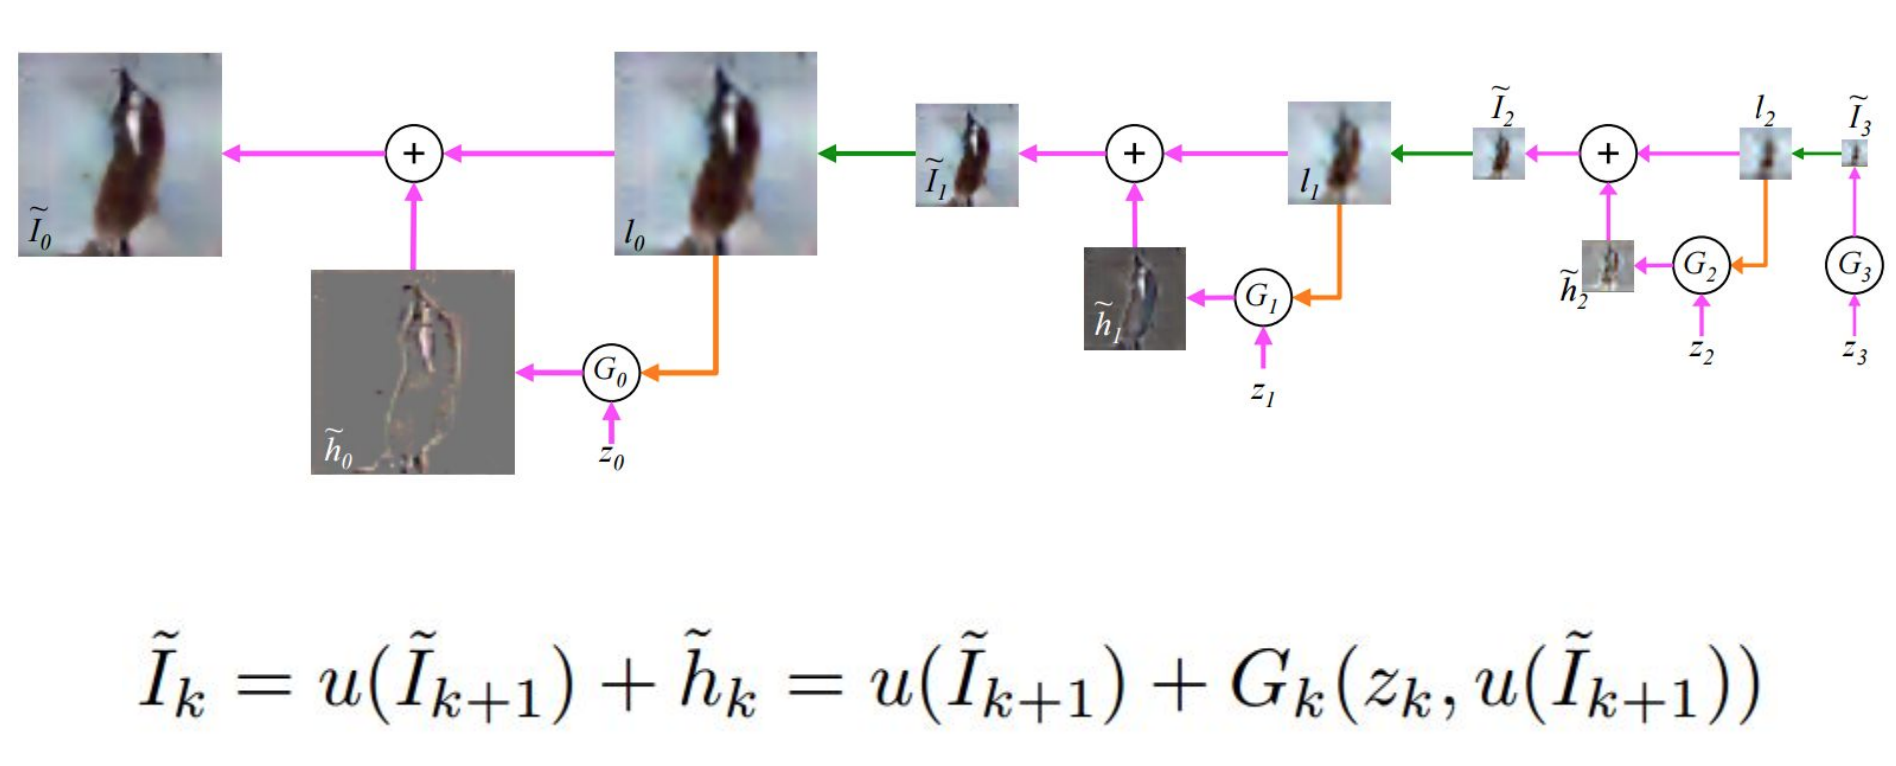 Ĩ₂ l₂ Ĩ₃
+ + +
Ĩ₁ l₁
Ĩ₀ l₀
h̃₂ G₂ G₃
h̃₁ G₁
z₂ z₃
G₀ z₁
h̃₀ z₀
Ĩₖ = u(Ĩₖ₊₁) + h̃ₖ = u(Ĩₖ₊₁) + Gₖ(zₖ, u(Ĩₖ₊₁))